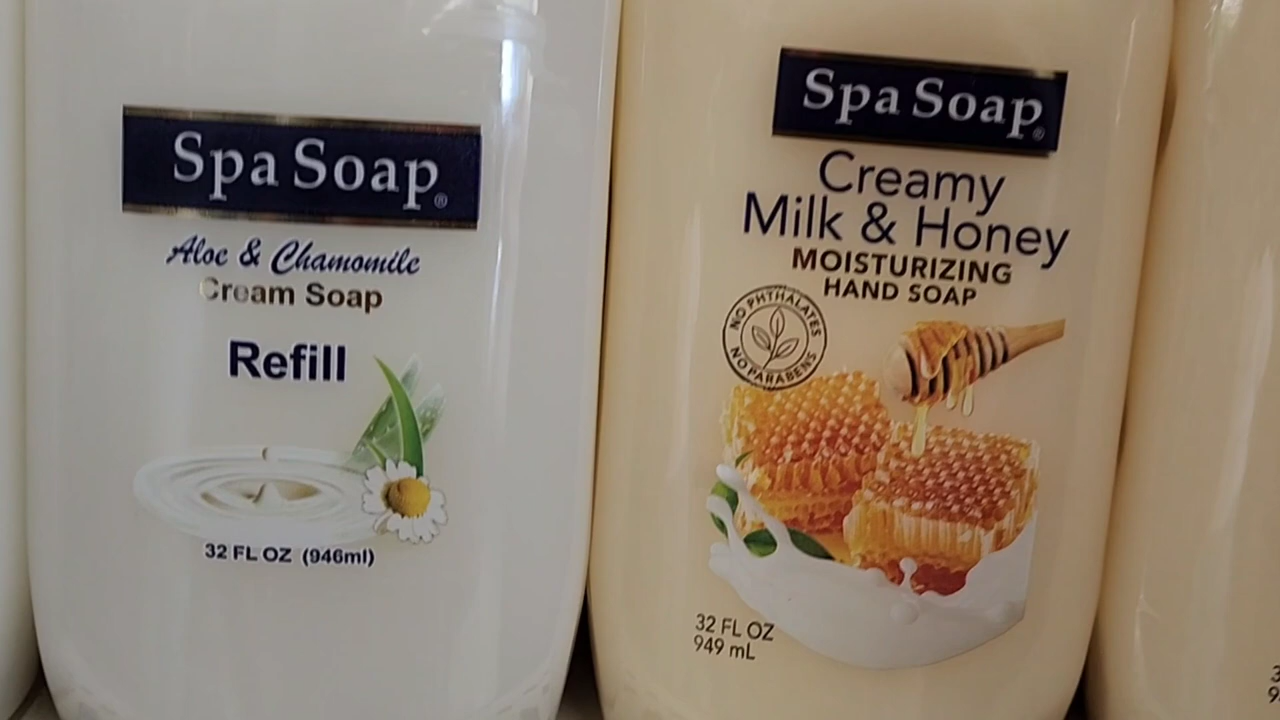 Spa Soap®
Aloe & Chamomile
Cream Soap
Refill
32 FL OZ (946ml)
Spa Soap®
Creamy
Milk & Honey
MOISTURIZING
HAND SOAP
NO PHTHALATES
NO PARABENS
32 FL OZ
949 mL